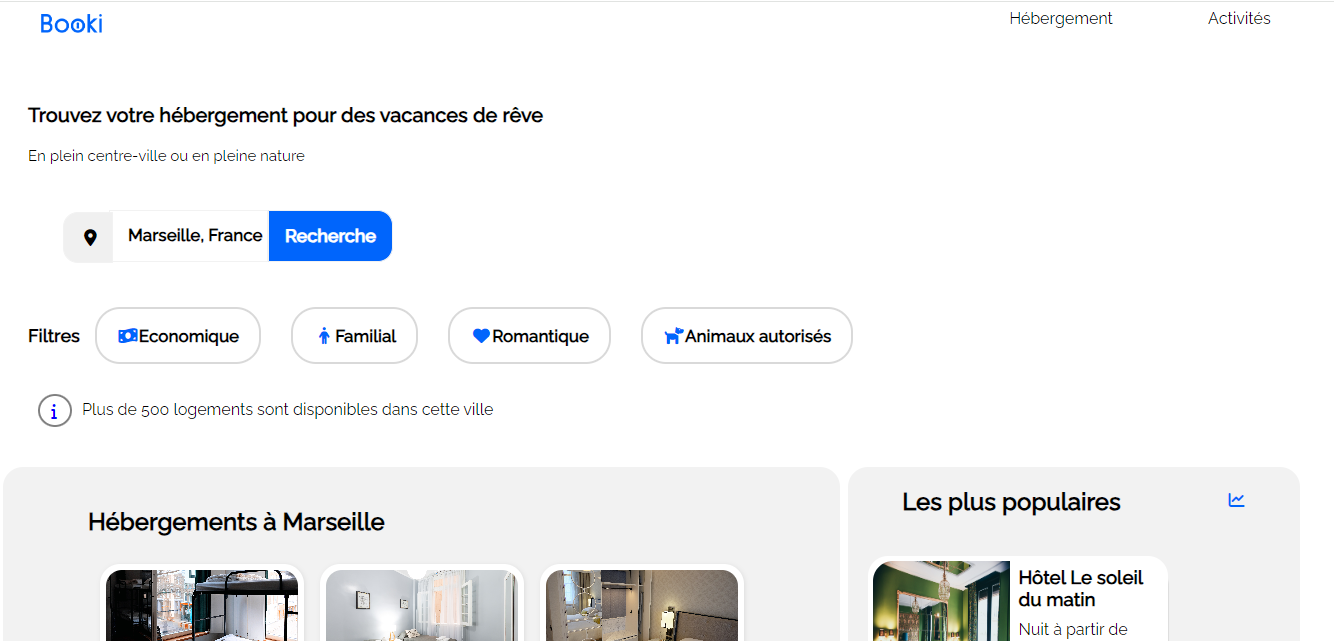 Booki
Hébergement
Activités
Trouvez votre hébergement pour des vacances de rêve
En plein centre-ville ou en pleine nature
Marseille, France
Recherche
Filtres
Economique
Familial
Romantique
Animaux autorisés
Plus de 500 logements sont disponibles dans cette ville
Hébergements à Marseille
Les plus populaires
Hôtel Le soleil
du matin
Nuit à partir de